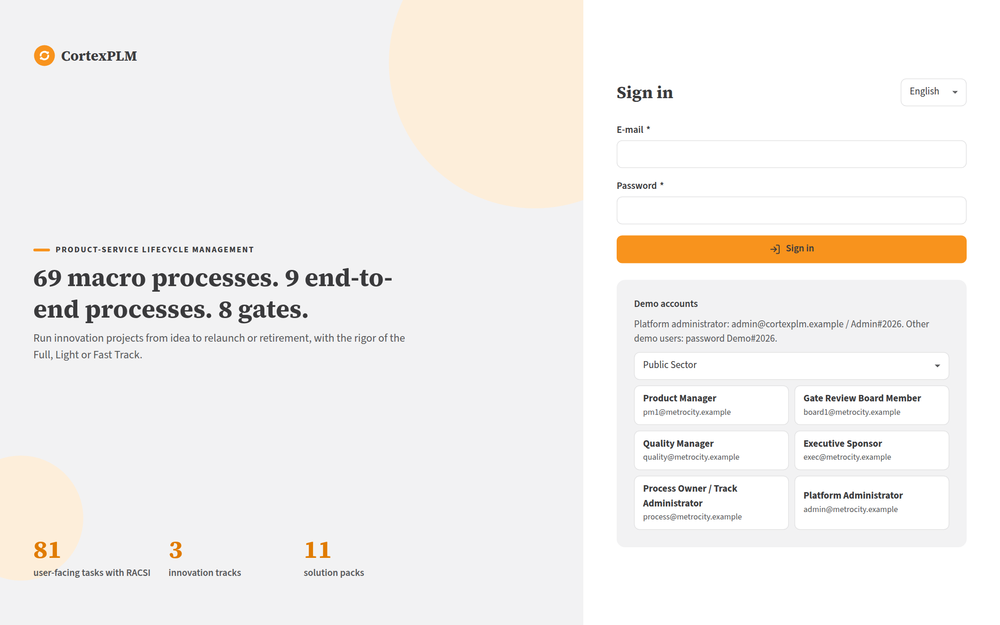 CortexPLM
PRODUCT-SERVICE LIFECYCLE MANAGEMENT
69 macro processes. 9 end-to-
end processes. 8 gates.
Run innovation projects from idea to relaunch or retirement, with the rigor of the
Full, Light or Fast Track.
81
user-facing tasks with RACSI
3
innovation tracks
11
solution packs
Sign in
English
E-mail *
Password *
Sign in
Demo accounts
Platform administrator: admin@cortexplm.example / Admin#2026. Other
demo users: password Demo#2026.
Public Sector
Product Manager
pm1@metrocity.example
Gate Review Board Member
board1@metrocity.example
Quality Manager
quality@metrocity.example
Executive Sponsor
exec@metrocity.example
Process Owner / Track
Administrator
process@metrocity.example
Platform Administrator
admin@metrocity.example